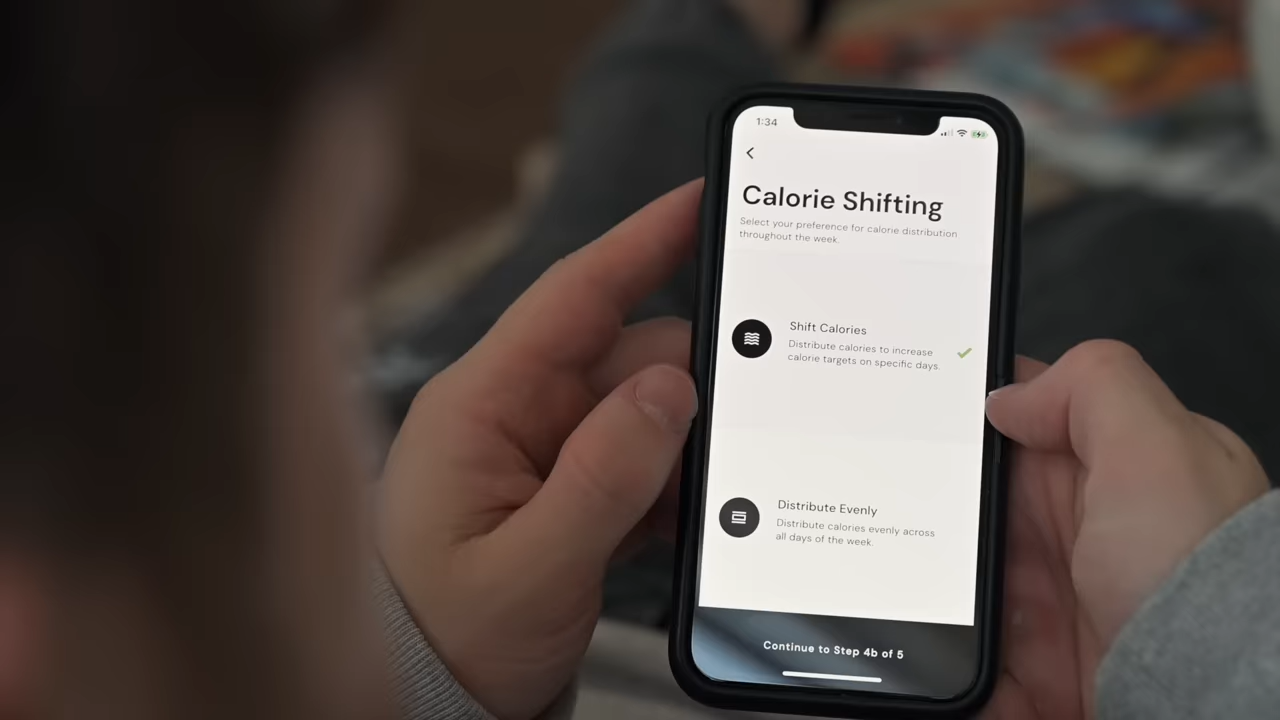 1:34
Calorie Shifting
Select your preference for calorie distribution
throughout the week.
Shift Calories
Distribute calories to increase
calorie targets on specific days.
Distribute Evenly
Distribute calories evenly across
all days of the week.
Continue to Step 4b of 5